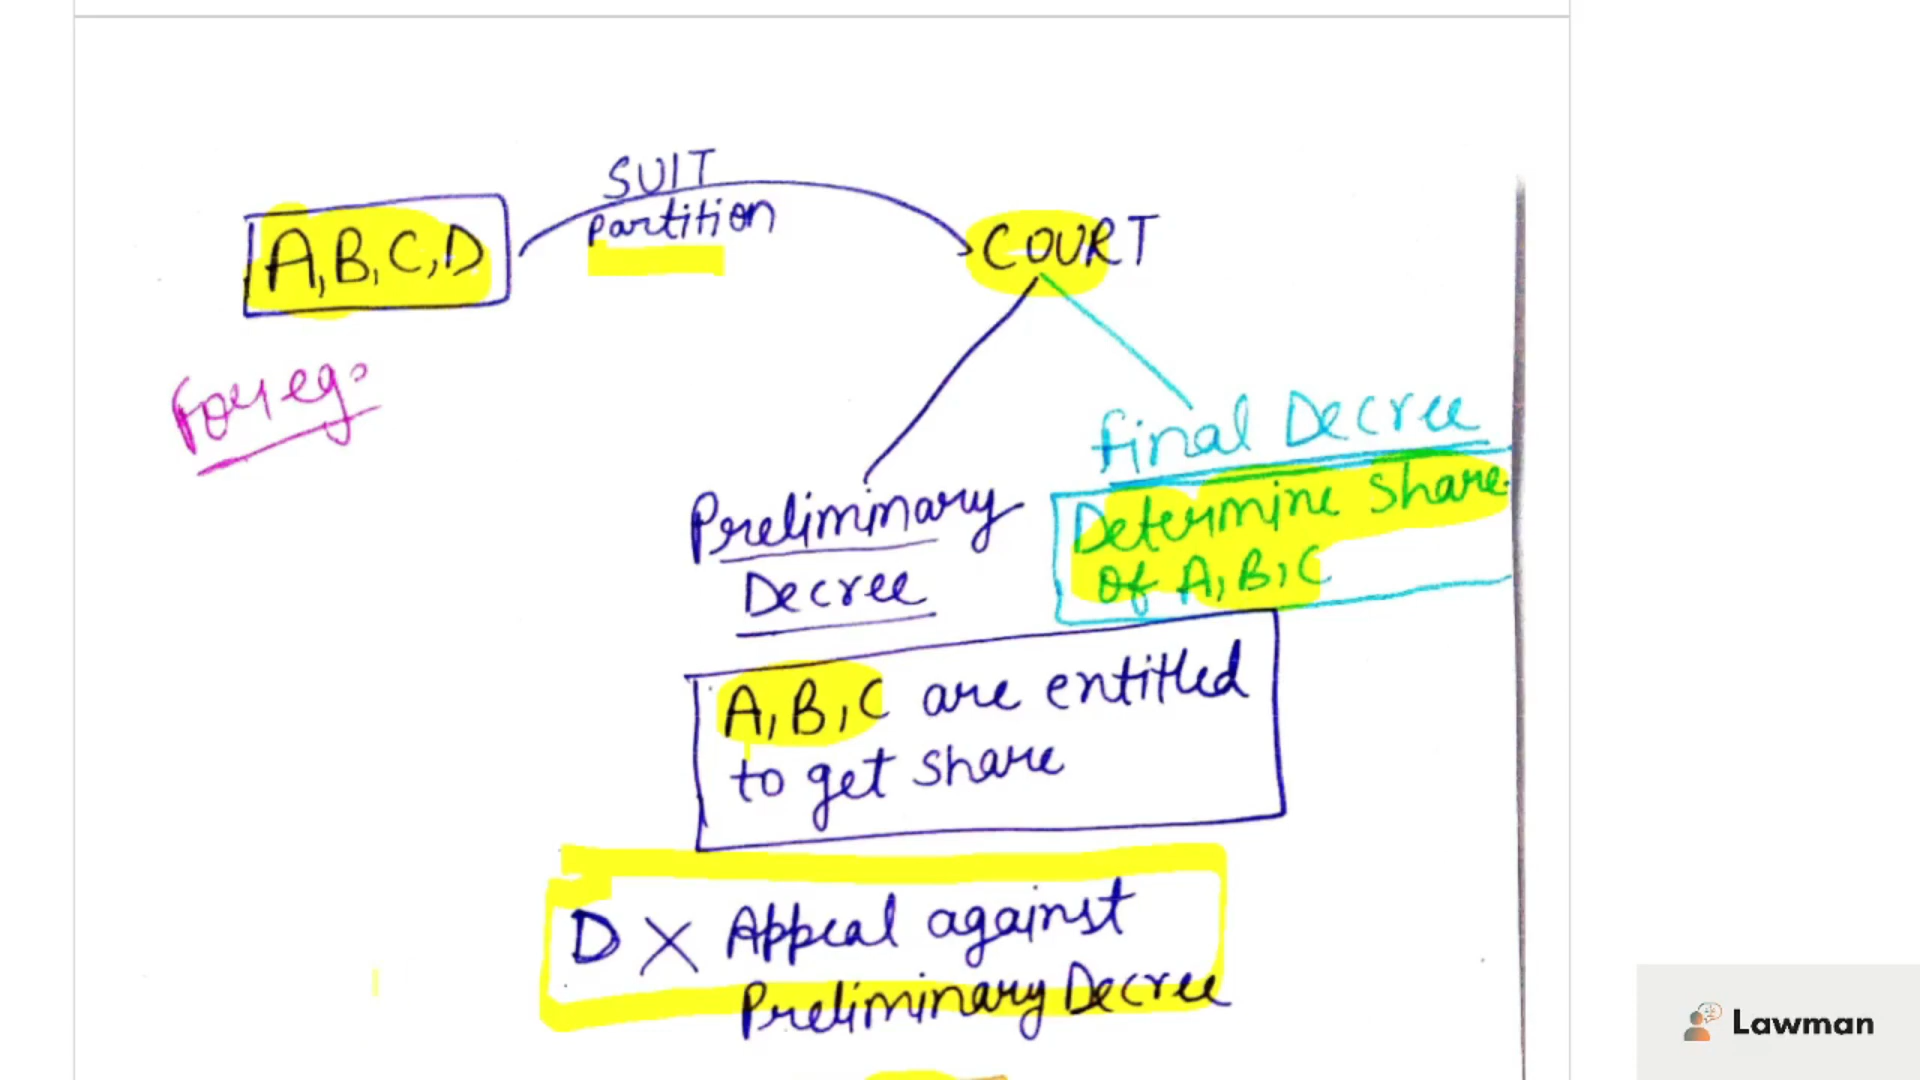 SUIT
Partition
A,B,C,D
COURT
For eg.
Final Decree
Determine Share
of A,B,C
Preliminary
Decree
A,B,C are entitled
to get share
D X Appeal against
Preliminary Decree
Lawman